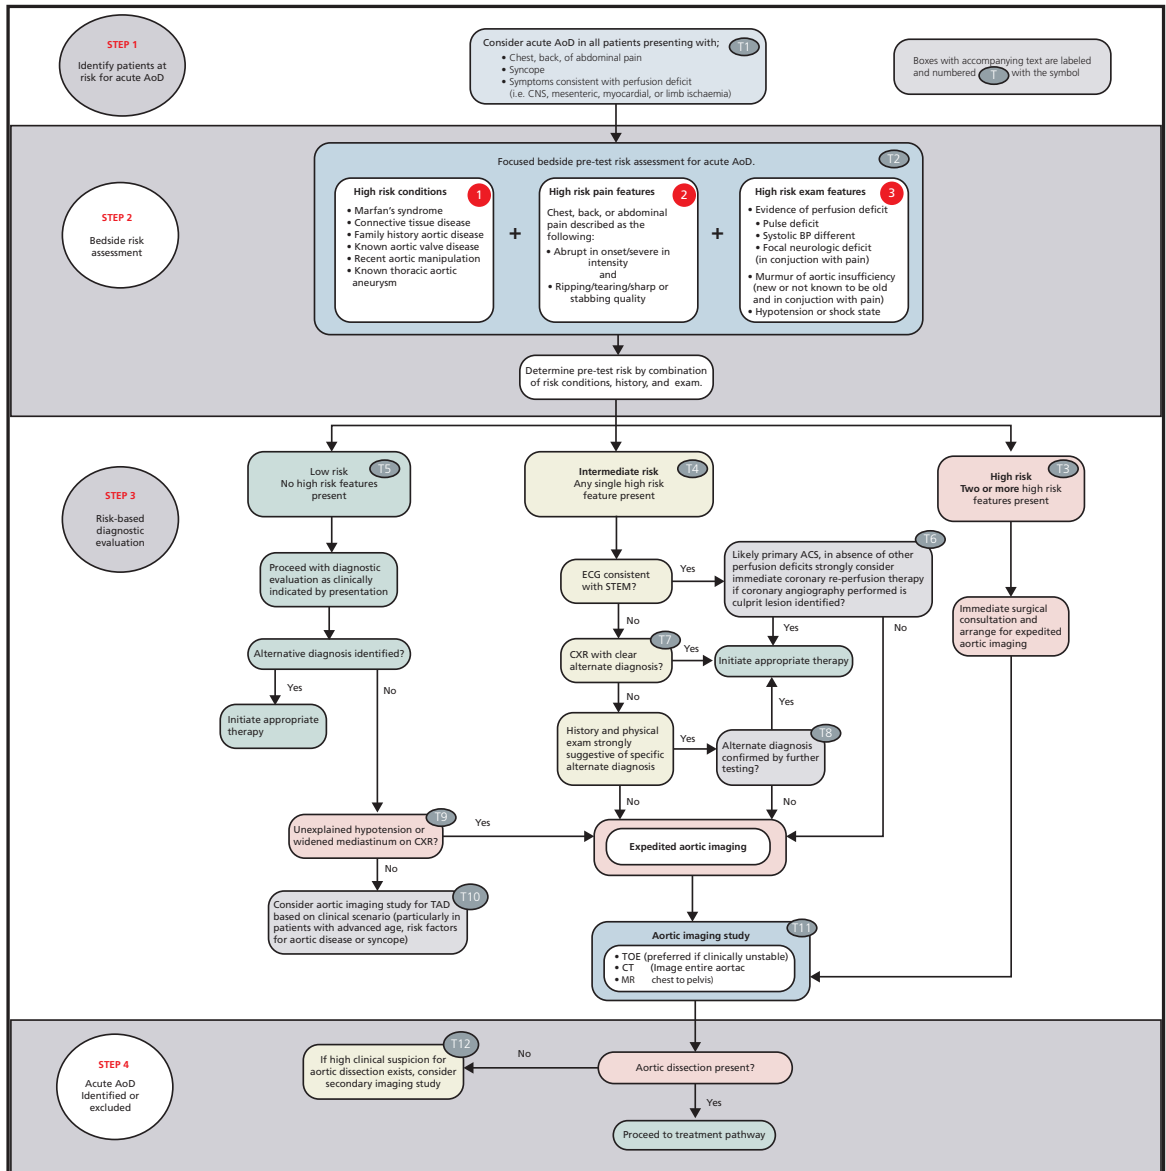 STEP 1
Identify patients at
risk for acute AoD
Consider acute AoD in all patients presenting with;
T1
• Chest, back, of abdominal pain
• Syncope
• Symptoms consistent with perfusion deficit
(i.e. CNS, mesenteric, myocardial, or limb ischaemia)
Boxes with accompanying text are labeled
and numbered T with the symbol
STEP 2
Bedside risk
assessment
Focused bedside pre-test risk assessment for acute AoD.
T2
High risk conditions
1
• Marfan's syndrome
• Connective tissue disease
• Family history aortic disease
• Known aortic valve disease
• Recent aortic manipulation
• Known thoracic aortic
aneurysm
+
High risk pain features
2
Chest, back, or abdominal
pain described as the
following:
• Abrupt in onset/severe in
intensity
and
• Ripping/tearing/sharp or
stabbing quality
+
High risk exam features
3
• Evidence of perfusion deficit
• Pulse deficit
• Systolic BP different
• Focal neurologic deficit
(in conjuction with pain)
• Murmur of aortic insufficiency
(new or not known to be old
and in conjuction with pain)
• Hypotension or shock state
Determine pre-test risk by combination
of risk conditions, history, and exam.
STEP 3
Risk-based
diagnostic
evaluation
Low risk
T5
No high risk features
present
Intermediate risk
T4
Any single high risk
feature present
High risk
T3
Two or more high risk
features present
Proceed with diagnostic
evaluation as clinically
indicated by presentation
ECG consistent
with STEM?
Yes
No
T6
Likely primary ACS, in absence of other
perfusion deficits strongly consider
immediate coronary re-perfusion therapy
if coronary angiography performed is
culprit lesion identified?
Yes
No
Immediate surgical
consultation and
arrange for expedited
aortic imaging
Alternative diagnosis identified?
Yes
No
T7
CXR with clear
alternate diagnosis?
Yes
No
Initiate appropriate therapy
Initiate appropriate
therapy
History and physical
exam strongly
suggestive of specific
alternate diagnosis
Yes
No
Yes
T8
Alternate diagnosis
confirmed by further
testing?
No
T9
Unexplained hypotension or
widened mediastinum on CXR?
Yes
No
Expedited aortic imaging
T10
Consider aortic imaging study for TAD
based on clinical scenario (particularly in
patients with advanced age, risk factors
for aortic disease or syncope)
T11
Aortic imaging study
• TOE (preferred if clinically unstable)
• CT (Image entire aortac
• MR chest to pelvis)
STEP 4
Acute AoD
Identified or
excluded
T12
If high clinical suspicion for
aortic dissection exists, consider
secondary imaging study
No
Aortic dissection present?
Yes
Proceed to treatment pathway